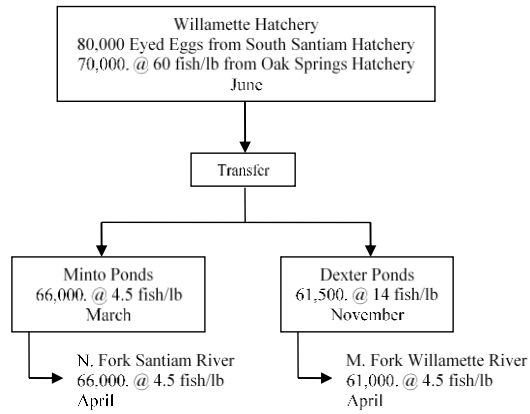 Willamette Hatchery
80,000 Eyed Eggs from South Santiam Hatchery
70,000. @ 60 fish/lb from Oak Springs Hatchery
June
Transfer
Minto Ponds
66,000. @ 4.5 fish/lb
March
Dexter Ponds
61,500. @ 14 fish/lb
November
N. Fork Santiam River
66,000. @ 4.5 fish/lb
April
M. Fork Willamette River
61,000. @ 4.5 fish/lb
April